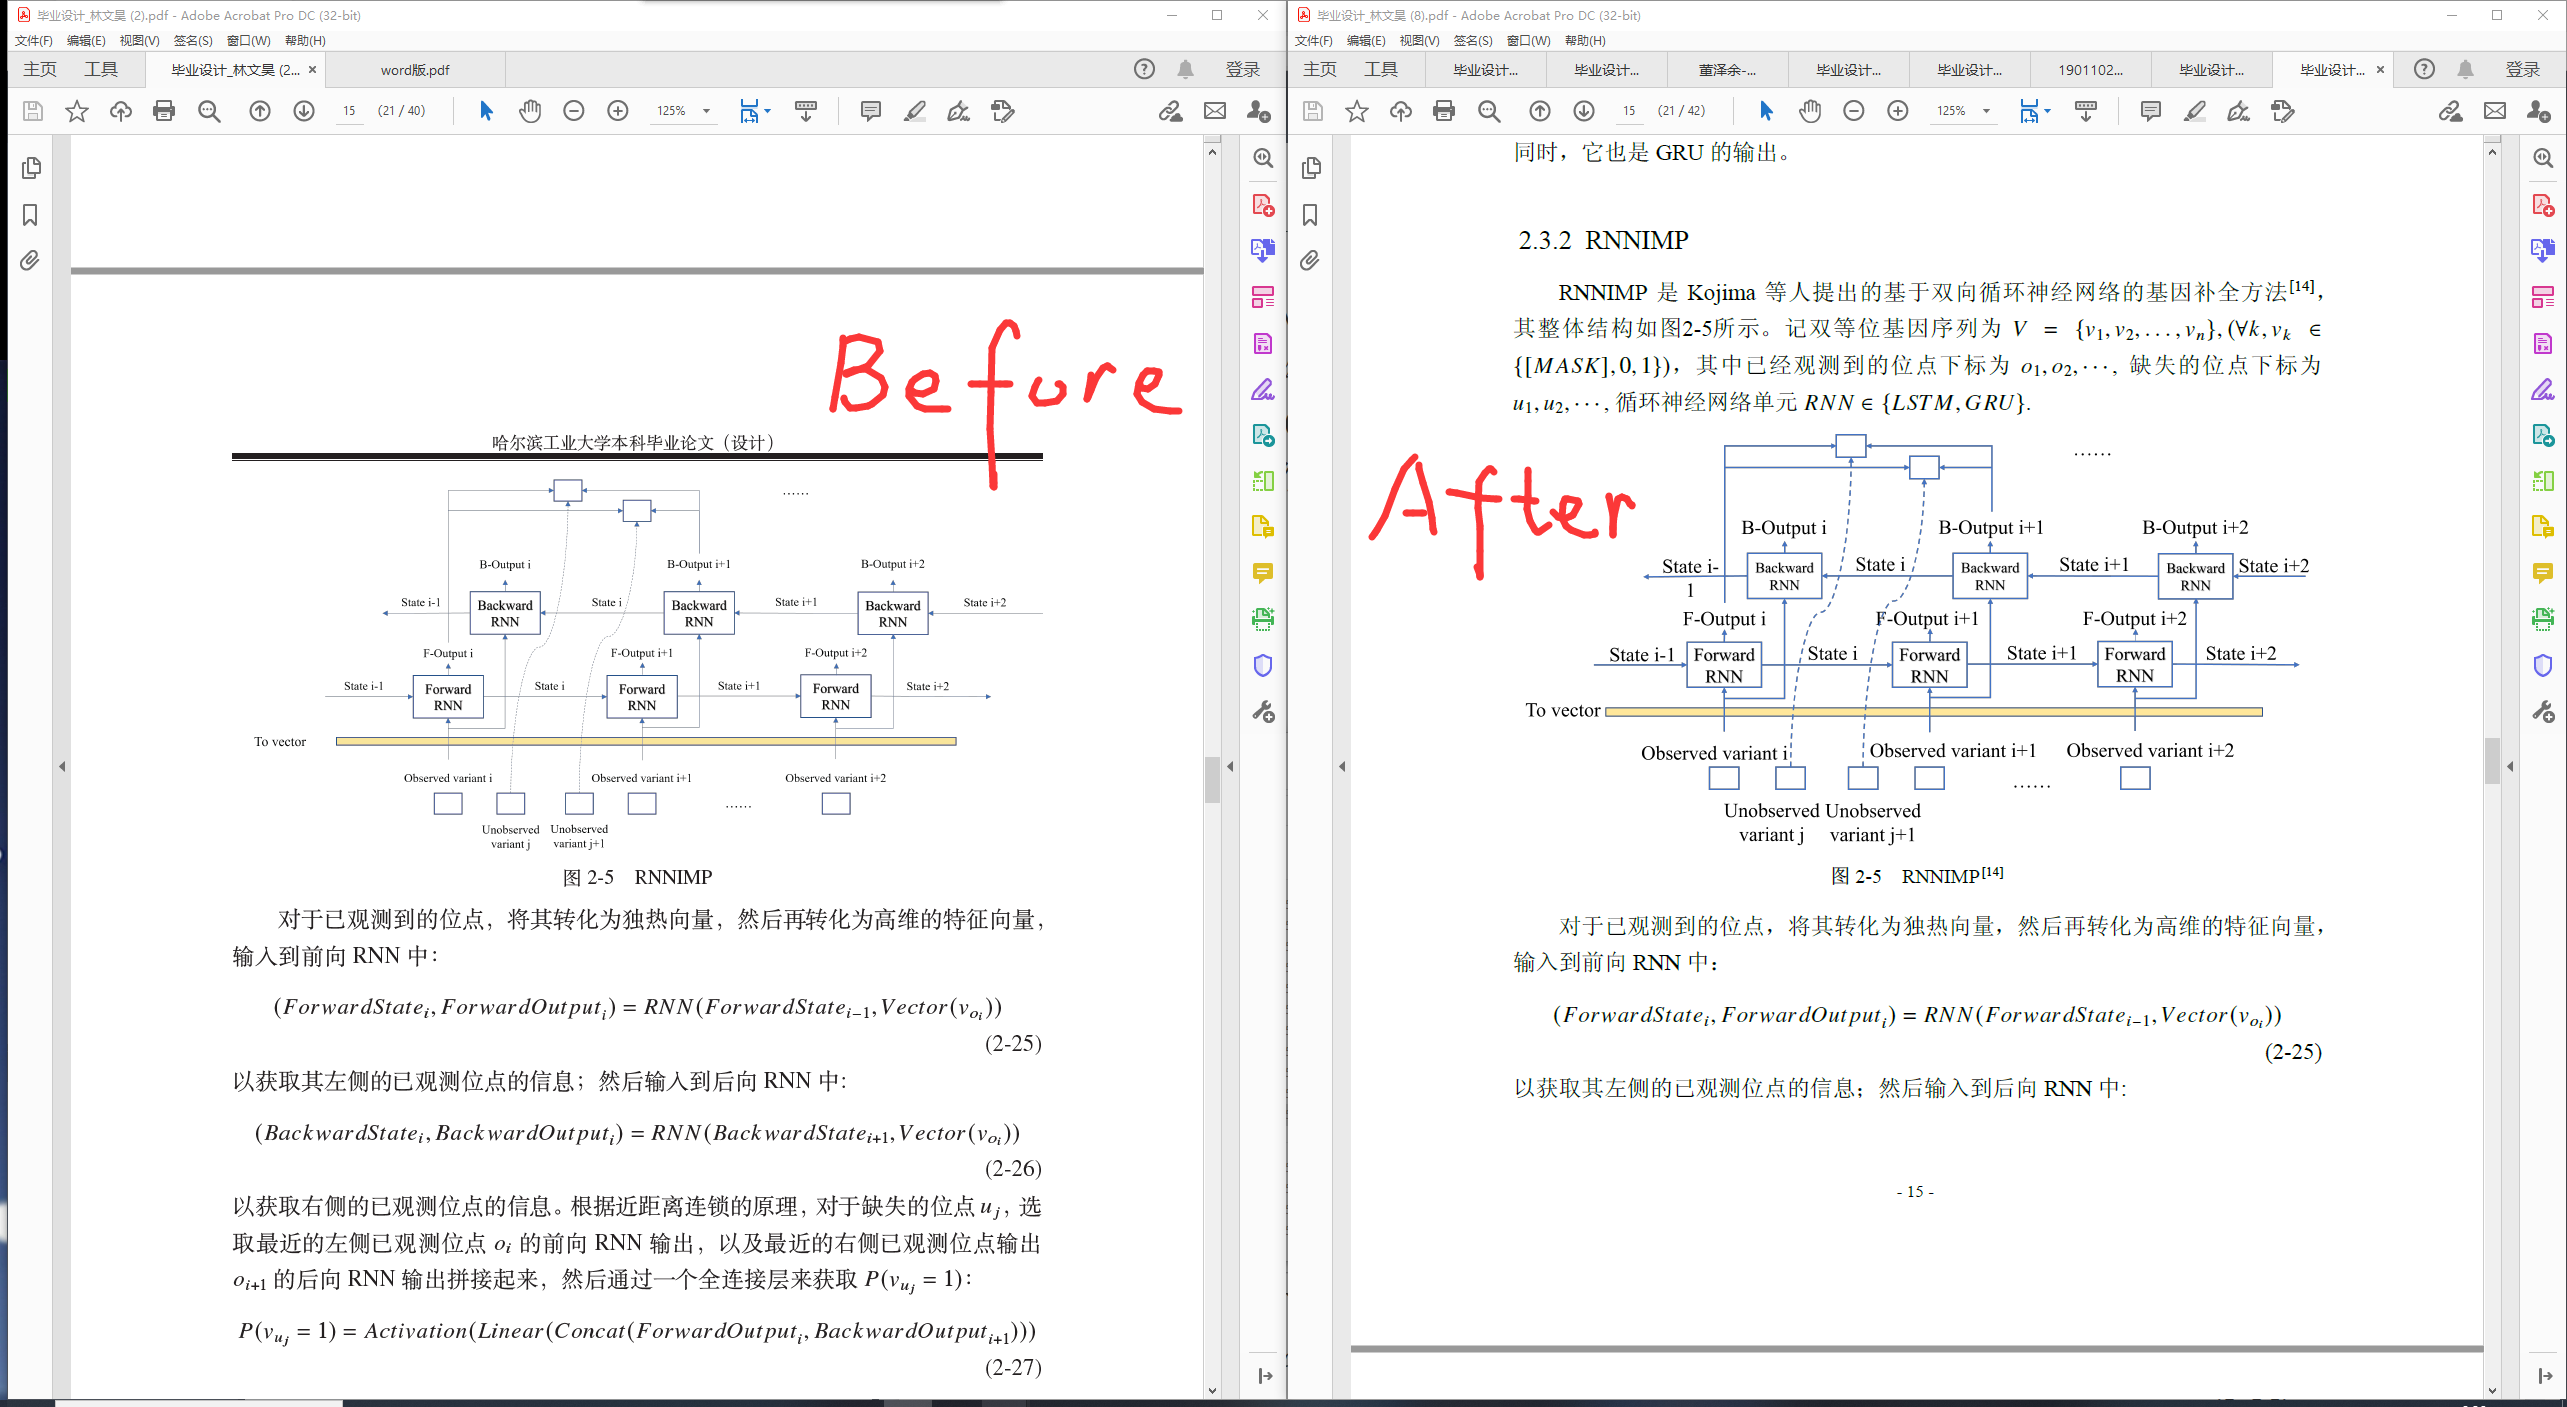 毕业设计_林文昊 (2).pdf - Adobe Acrobat Pro DC (32-bit)
文件(F) 编辑(E) 视图(V) 签名(S) 窗口(W) 帮助(H)
主页 工具 毕业设计_林文昊 (2... × word版.pdf 登录
15 (21 / 40) 125%
Before
哈尔滨工业大学本科毕业论文（设计）
......
B-Output i B-Output i+1 B-Output i+2
State i-1 Backward RNN State i Backward RNN State i+1 Backward RNN State i+2
F-Output i F-Output i+1 F-Output i+2
State i-1 Forward RNN State i Forward RNN State i+1 Forward RNN State i+2
To vector
Observed variant i Observed variant i+1 Observed variant i+2
......
Unobserved variant j Unobserved variant j+1
图 2-5 RNNIMP
对于已观测到的位点，将其转化为独热向量，然后再转化为高维的特征向量，
输入到前向 RNN 中：
(ForwardState_i, ForwardOutput_i) = RNN(ForwardState_{i−1}, Vector(v_{o_i}))
(2-25)
以获取其左侧的已观测位点的信息；然后输入到后向 RNN 中：
(BackwardState_i, BackwardOutput_i) = RNN(BackwardState_{i+1}, Vector(v_{o_i}))
(2-26)
以获取右侧的已观测位点的信息。根据近距离连锁的原理，对于缺失的位点 u_j，选
取最近的左侧已观测位点 o_i 的前向 RNN 输出，以及最近的右侧已观测位点输出
o_{i+1} 的后向 RNN 输出拼接起来，然后通过一个全连接层来获取 P(v_{u_j} = 1)：
P(v_{u_j} = 1) = Activation(Linear(Concat(ForwardOutput_i, BackwardOutput_{i+1})))
(2-27)
毕业设计_林文昊 (8).pdf - Adobe Acrobat Pro DC (32-bit)
文件(F) 编辑(E) 视图(V) 签名(S) 窗口(W) 帮助(H)
主页 工具 毕业设计... 毕业设计... 董泽余-... 毕业设计... 毕业设计... 1901102... 毕业设计... 毕业设计... × 登录
15 (21 / 42) 125%
同时，它也是 GRU 的输出。
2.3.2 RNNIMP
RNNIMP 是 Kojima 等人提出的基于双向循环神经网络的基因补全方法[14]，
其整体结构如图2-5所示。记双等位基因序列为 V = {v_1, v_2, . . . , v_n}, (∀k, v_k ∈
{[MASK], 0, 1})，其中已经观测到的位点下标为 o_1, o_2, · · · , 缺失的位点下标为
u_1, u_2, · · · , 循环神经网络单元 RNN ∈ {LSTM, GRU}.
After
......
B-Output i B-Output i+1 B-Output i+2
State i-1 Backward RNN State i Backward RNN State i+1 Backward RNN State i+2
F-Output i F-Output i+1 F-Output i+2
State i-1 Forward RNN State i Forward RNN State i+1 Forward RNN State i+2
To vector
Observed variant i Observed variant i+1 Observed variant i+2
......
Unobserved variant j Unobserved variant j+1
图 2-5 RNNIMP[14]
对于已观测到的位点，将其转化为独热向量，然后再转化为高维的特征向量，
输入到前向 RNN 中：
(ForwardState_i, ForwardOutput_i) = RNN(ForwardState_{i−1}, Vector(v_{o_i}))
(2-25)
以获取其左侧的已观测位点的信息；然后输入到后向 RNN 中：
- 15 -